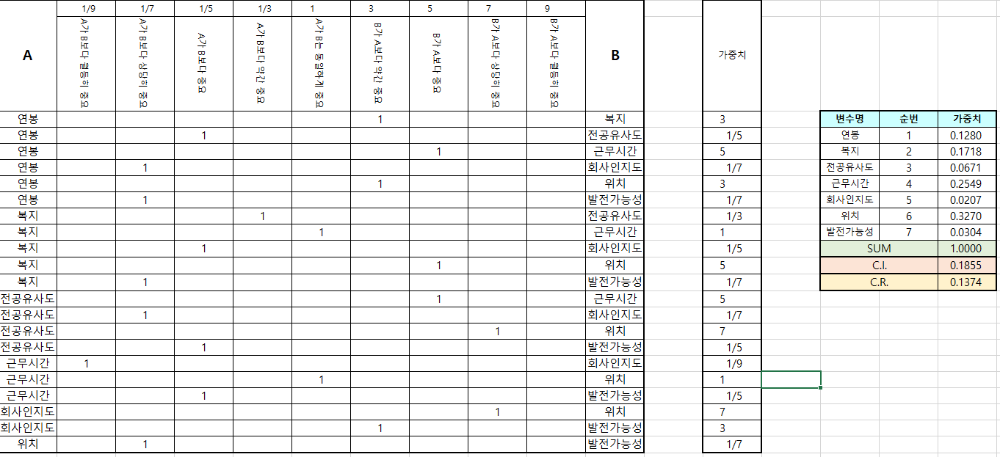 1/9 1/7 1/5 1/3 1 3 5 7 9
A
A가 B보다 월등히 중요
A가 B보다 상당히 중요
A가 B보다 중요
A가 B보다 약간 중요
A가 B는 동일하게 중요
B가 A보다 약간 중요
B가 A보다 중요
B가 A보다 상당히 중요
B가 A보다 월등히 중요
B
가중치
연봉 1 복지 3
연봉 1 전공유사도 1/5
연봉 1 근무시간 5
연봉 1 회사인지도 1/7
연봉 1 위치 3
연봉 1 발전가능성 1/7
복지 1 전공유사도 1/3
복지 1 근무시간 1
복지 1 회사인지도 1/5
복지 1 위치 5
복지 1 발전가능성 1/7
전공유사도 1 근무시간 5
전공유사도 1 회사인지도 1/7
전공유사도 1 위치 7
전공유사도 1 발전가능성 1/5
근무시간 1 회사인지도 1/9
근무시간 1 위치 1
근무시간 1 발전가능성 1/5
회사인지도 1 위치 7
회사인지도 1 발전가능성 3
위치 1 발전가능성 1/7
변수명 순번 가중치
연봉 1 0.1280
복지 2 0.1718
전공유사도 3 0.0671
근무시간 4 0.2549
회사인지도 5 0.0207
위치 6 0.3270
발전가능성 7 0.0304
SUM 1.0000
C.I. 0.1855
C.R. 0.1374